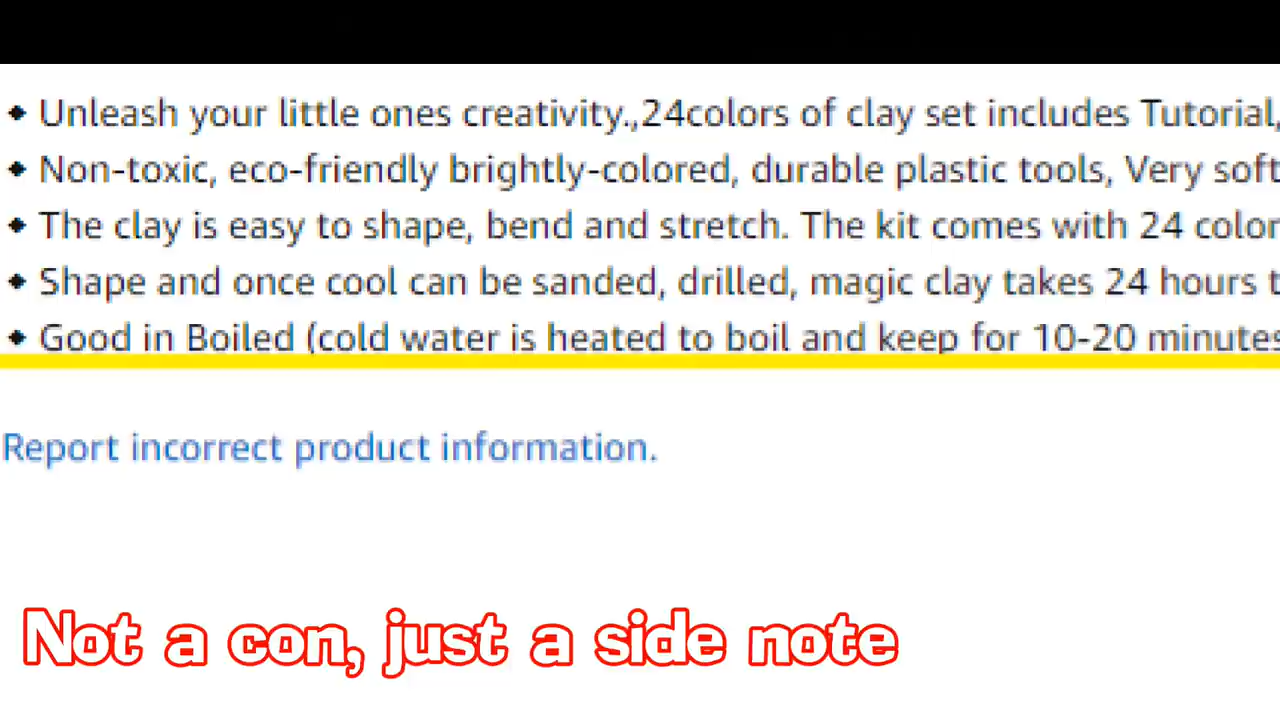 Unleash your little ones creativity.,24colors of clay set includes Tutorial,
Non-toxic, eco-friendly brightly-colored, durable plastic tools, Very soft
The clay is easy to shape, bend and stretch. The kit comes with 24 color
Shape and once cool can be sanded, drilled, magic clay takes 24 hours t
Good in Boiled (cold water is heated to boil and keep for 10-20 minutes
Report incorrect product information.
Not a con, just a side note